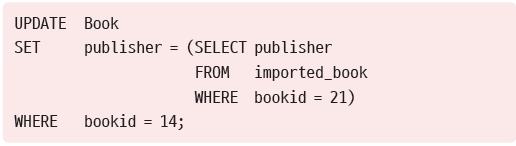 UPDATE Book
SET publisher = (SELECT publisher
FROM imported_book
WHERE bookid = 21)
WHERE bookid = 14;